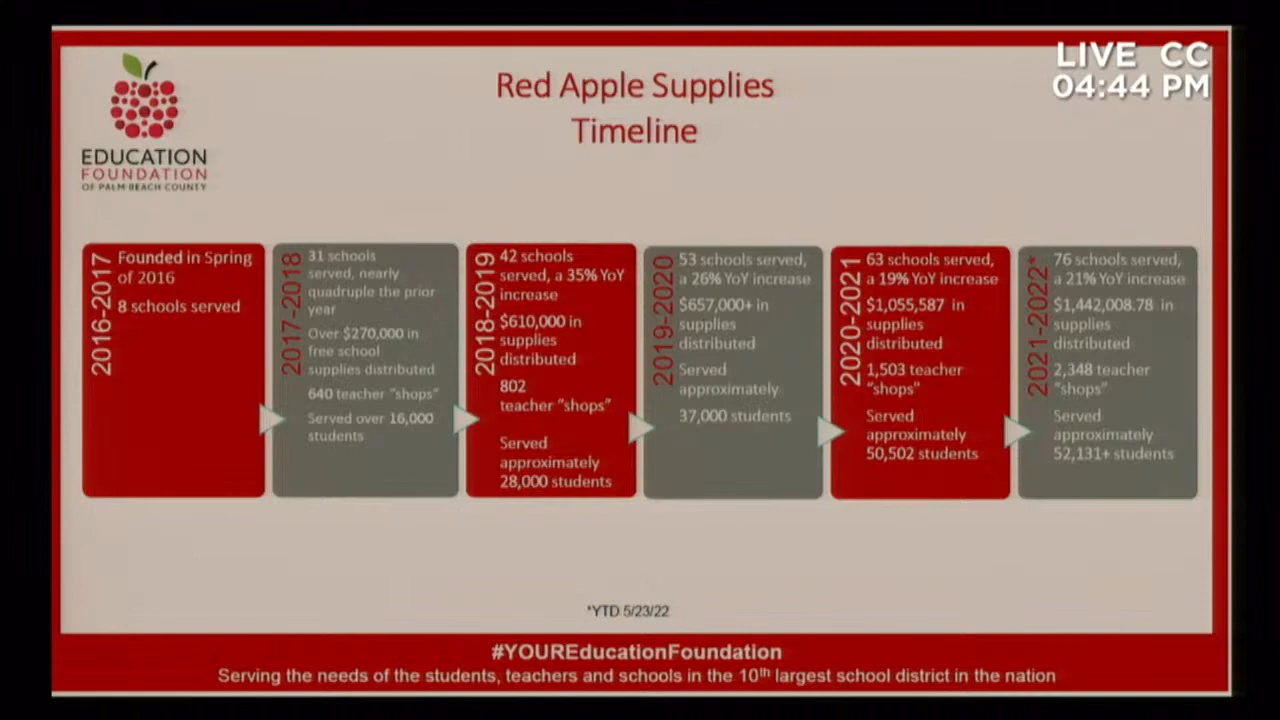 LIVE CC
04:44 PM
EDUCATION
FOUNDATION
OF PALM BEACH COUNTY
Red Apple Supplies
Timeline
2016-2017
Founded in Spring
of 2016
8 schools served
2017-2018
31 schools
served, nearly
quadruple the prior
year
Over $270,000 in
free school
supplies distributed
640 teacher “shops”
Served over 16,000
students
2018-2019
42 schools
served, a 35% YoY
increase
$610,000 in
supplies
distributed
802
teacher “shops”
Served
approximately
28,000 students
2019-2020
53 schools served,
a 26% YoY increase
$657,000+ in
supplies
distributed
Served
approximately
37,000 students
2020-2021
63 schools served,
a 19% YoY increase
$1,055,587 in
supplies
distributed
1,503 teacher
“shops”
Served
approximately
50,502 students
2021-2022*
76 schools served,
a 21% YoY increase
$1,442,008.78 in
supplies
distributed
2,348 teacher
“shops”
Served
approximately
52,131+ students
*YTD 5/23/22
#YOUREducationFoundation
Serving the needs of the students, teachers and schools in the 10th largest school district in the nation